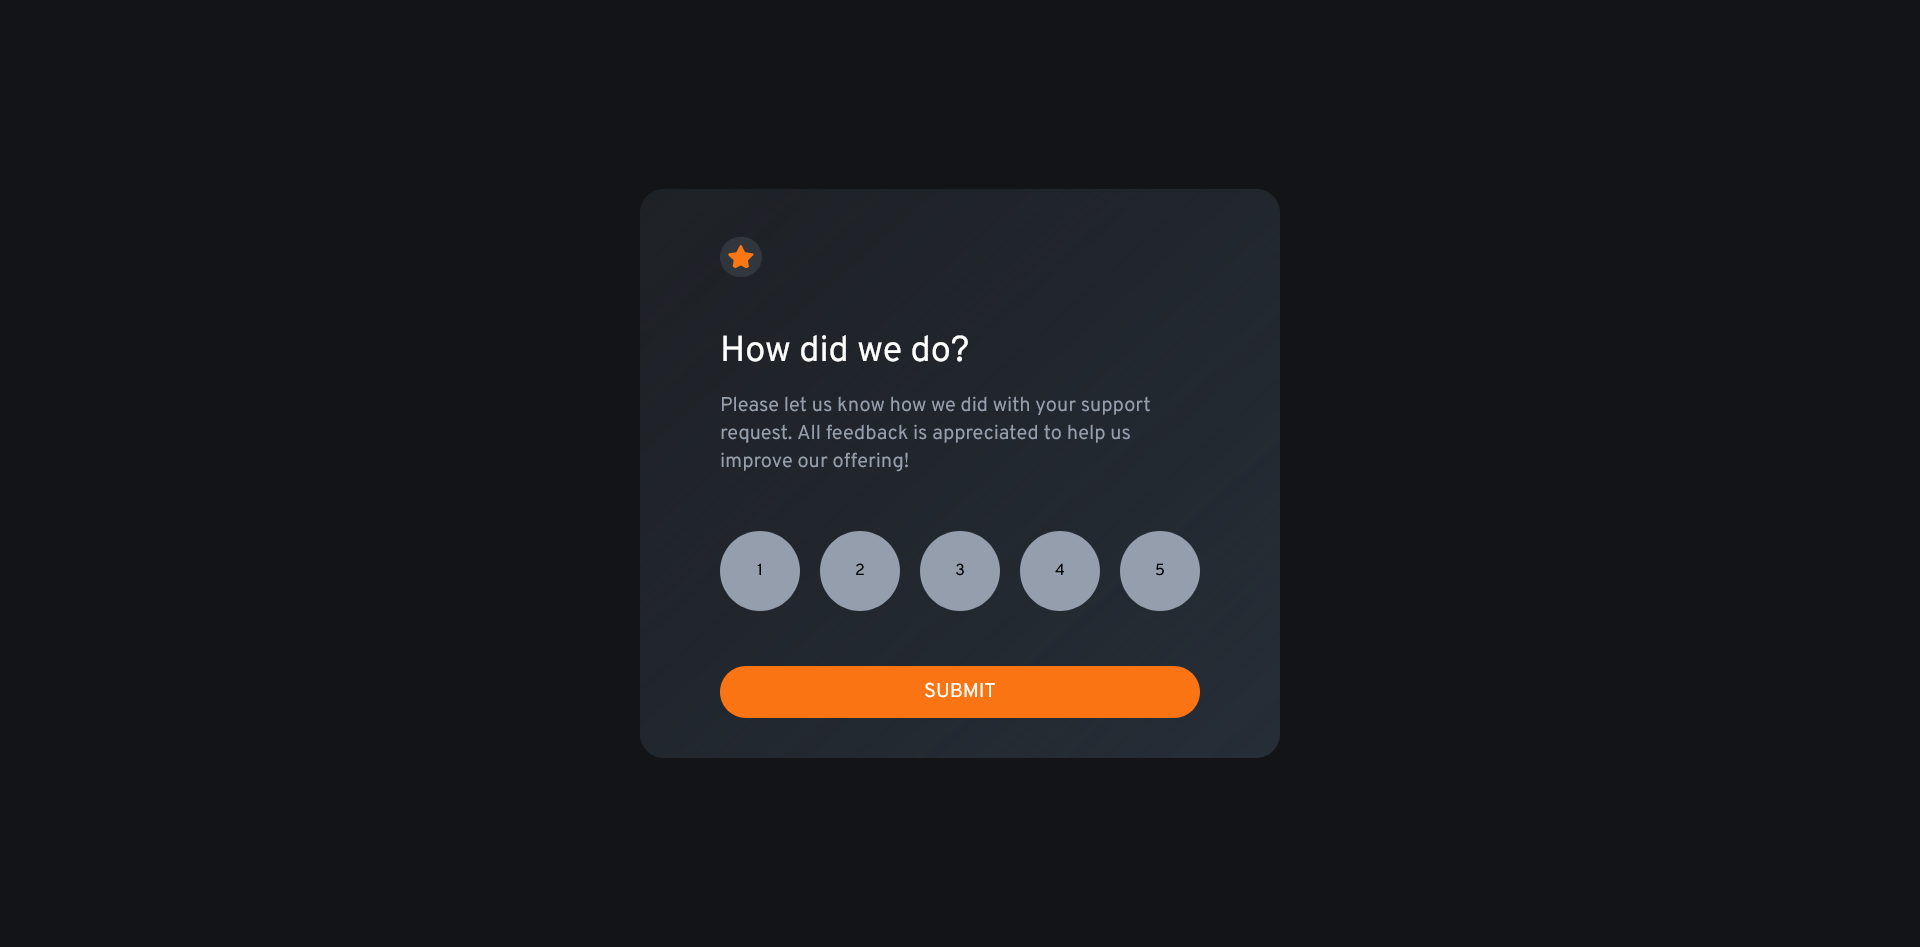 How did we do?
Please let us know how we did with your support
request. All feedback is appreciated to help us
improve our offering!
1 2 3 4 5
SUBMIT